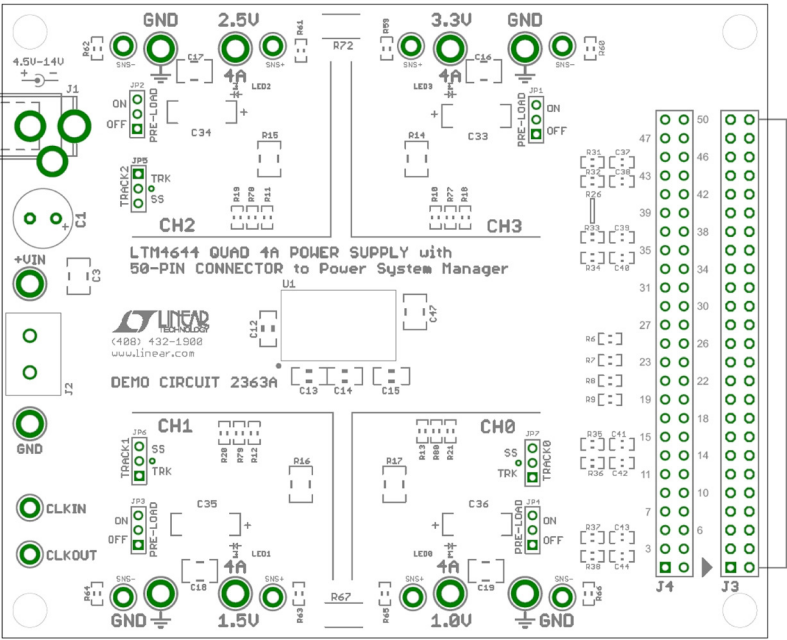 GND 2.5V 3.3V GND
R62 R61 R72 R59 R60
SNS- SNS+ SNS+ SNS-
C17 C16
4.5V-14V
+ -
4A 4A
J1
JP2 LED2 LED3 JP1
ON ON
OFF OFF
PRE-LOAD PRE-LOAD
C34 + + C33
R15 R14
JP5
TRACK2
TRK
SS
R19 R78 R11
R18 R77 R10
C1 +
CH2 CH3
LTM4644 QUAD 4A POWER SUPPLY with
50-PIN CONNECTOR to Power System Manager
+VIN
C3
U1
C12 C47
LINEAR
TECHNOLOGY
(408) 432-1900
www.linear.com
DEMO CIRCUIT 2363A
C13 C14 C15
J2
GND
CH1 CH0
JP6 JP7
TRACK1 TRACK0
SS SS
TRK TRK
R20 R79 R12
R13 R80 R21
R16 R17
CLKIN
CLKOUT
JP3 C35 C36 JP4
ON ON
OFF OFF
PRE-LOAD PRE-LOAD
+ +
LED1 LED0
4A 4A
C18 C19
SNS- SNS+ SNS+ SNS-
R64 R63 R67 R65 R66
GND 1.5V 1.0V GND
R31 C37
R32 C38
R26
R33 C39
R34 C40
R6
R7
R8
R9
R35 C41
R36 C42
R37 C43
R38 C44
47 50
43 46
39 42
35 38
31 34
27 30
23 26
19 22
15 18
11 14
7 10
3 6
J4 J3